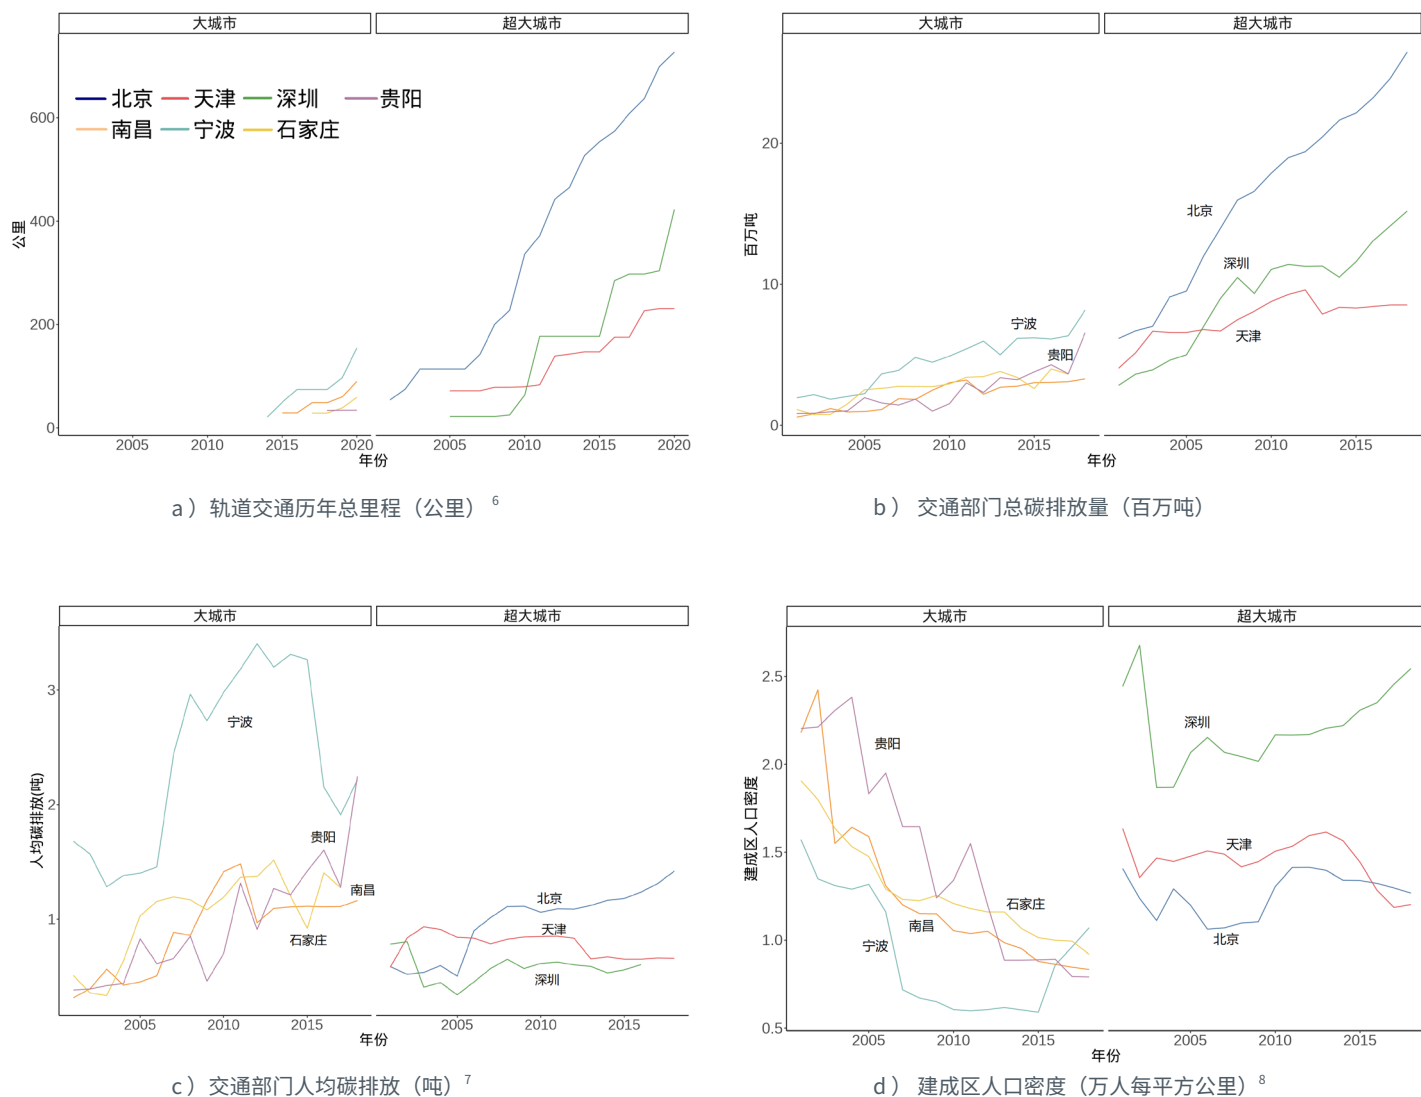 大城市 超大城市
北京 天津 深圳 贵阳
南昌 宁波 石家庄
600
400
200
0
公里
2005 2010 2015 2020 2005 2010 2015 2020
年份
a ）轨道交通历年总里程（公里） 6
大城市 超大城市
20
10
0
百万吨
北京
深圳
天津
宁波
贵阳
2005 2010 2015 2005 2010 2015
年份
b ） 交通部门总碳排放量（百万吨）
大城市 超大城市
3
2
1
人均碳排放(吨)
宁波
贵阳
南昌
石家庄
北京
天津
深圳
2005 2010 2015 2005 2010 2015
年份
c ）交通部门人均碳排放（吨） 7
大城市 超大城市
2.5
2.0
1.5
1.0
0.5
建成区人口密度
贵阳
石家庄
南昌
宁波
深圳
天津
北京
2005 2010 2015 2005 2010 2015
年份
d ） 建成区人口密度（万人每平方公里） 8